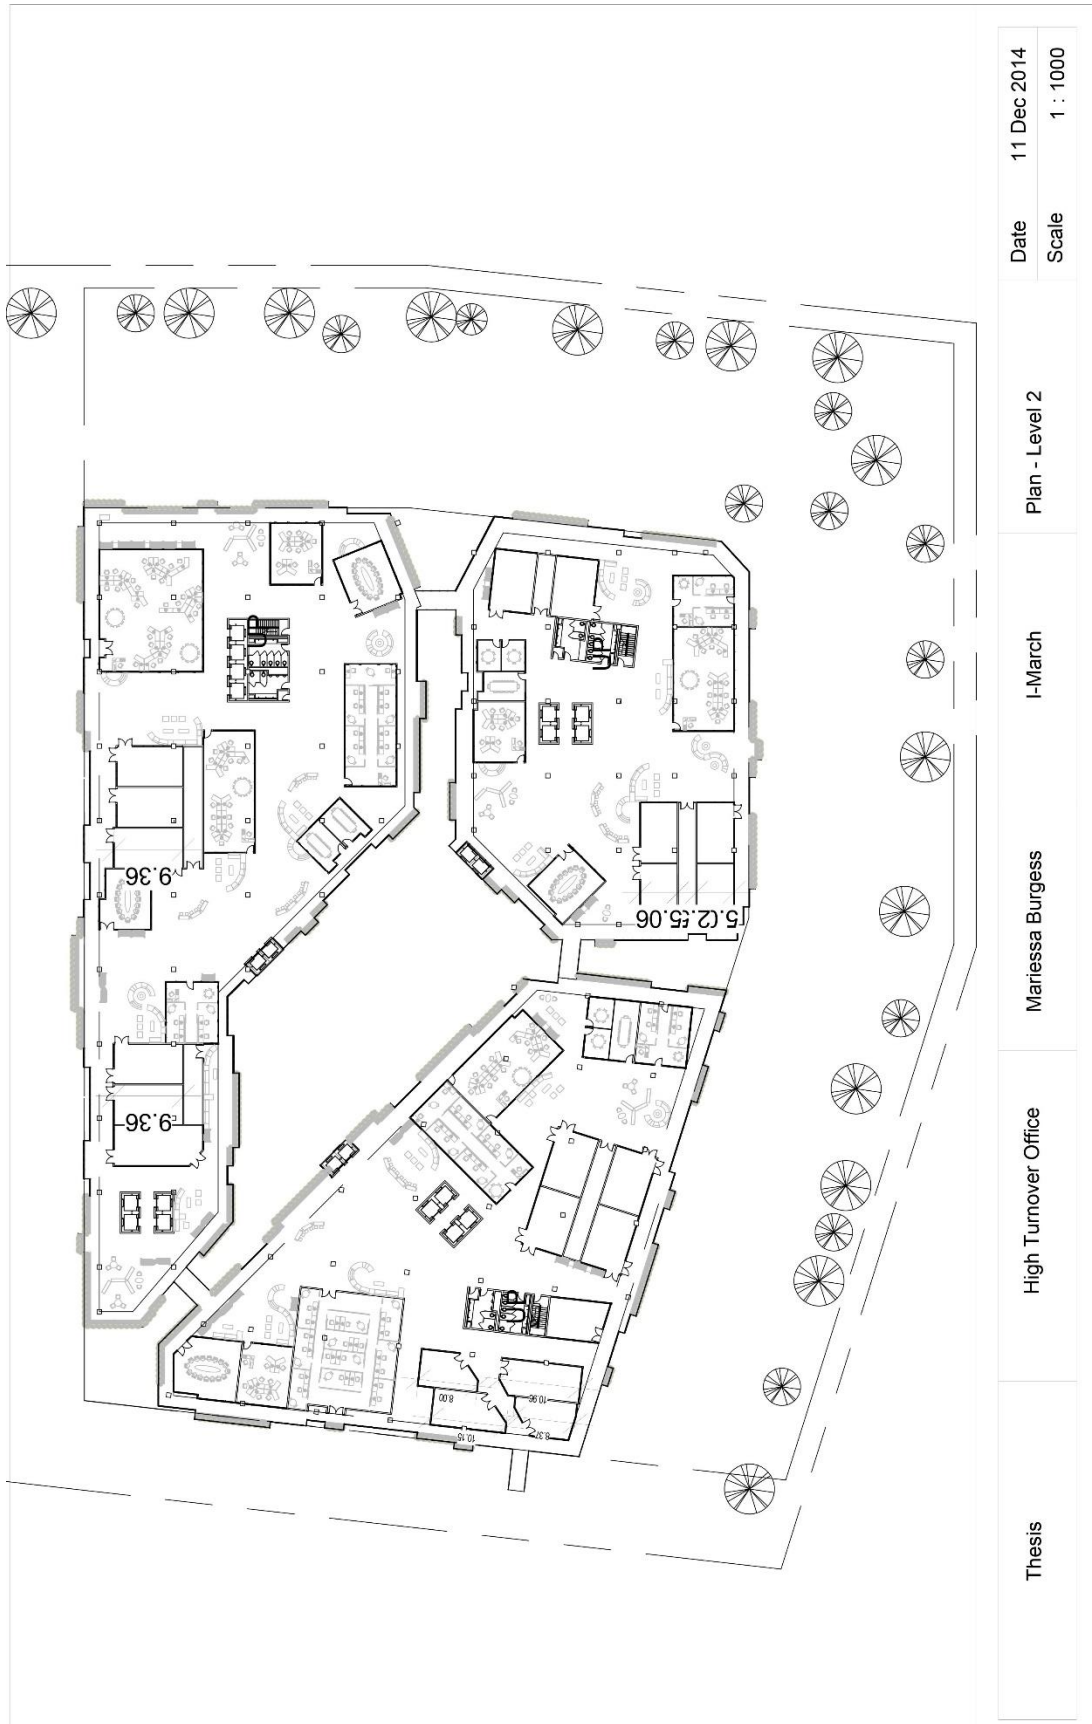 Thesis
High Turnover Office
Mariessa Burgess
I-March
Plan - Level 2
Date 11 Dec 2014
Scale 1 : 1000
9.36
9.36
5.06
8.00
10.96
8.37
10.15